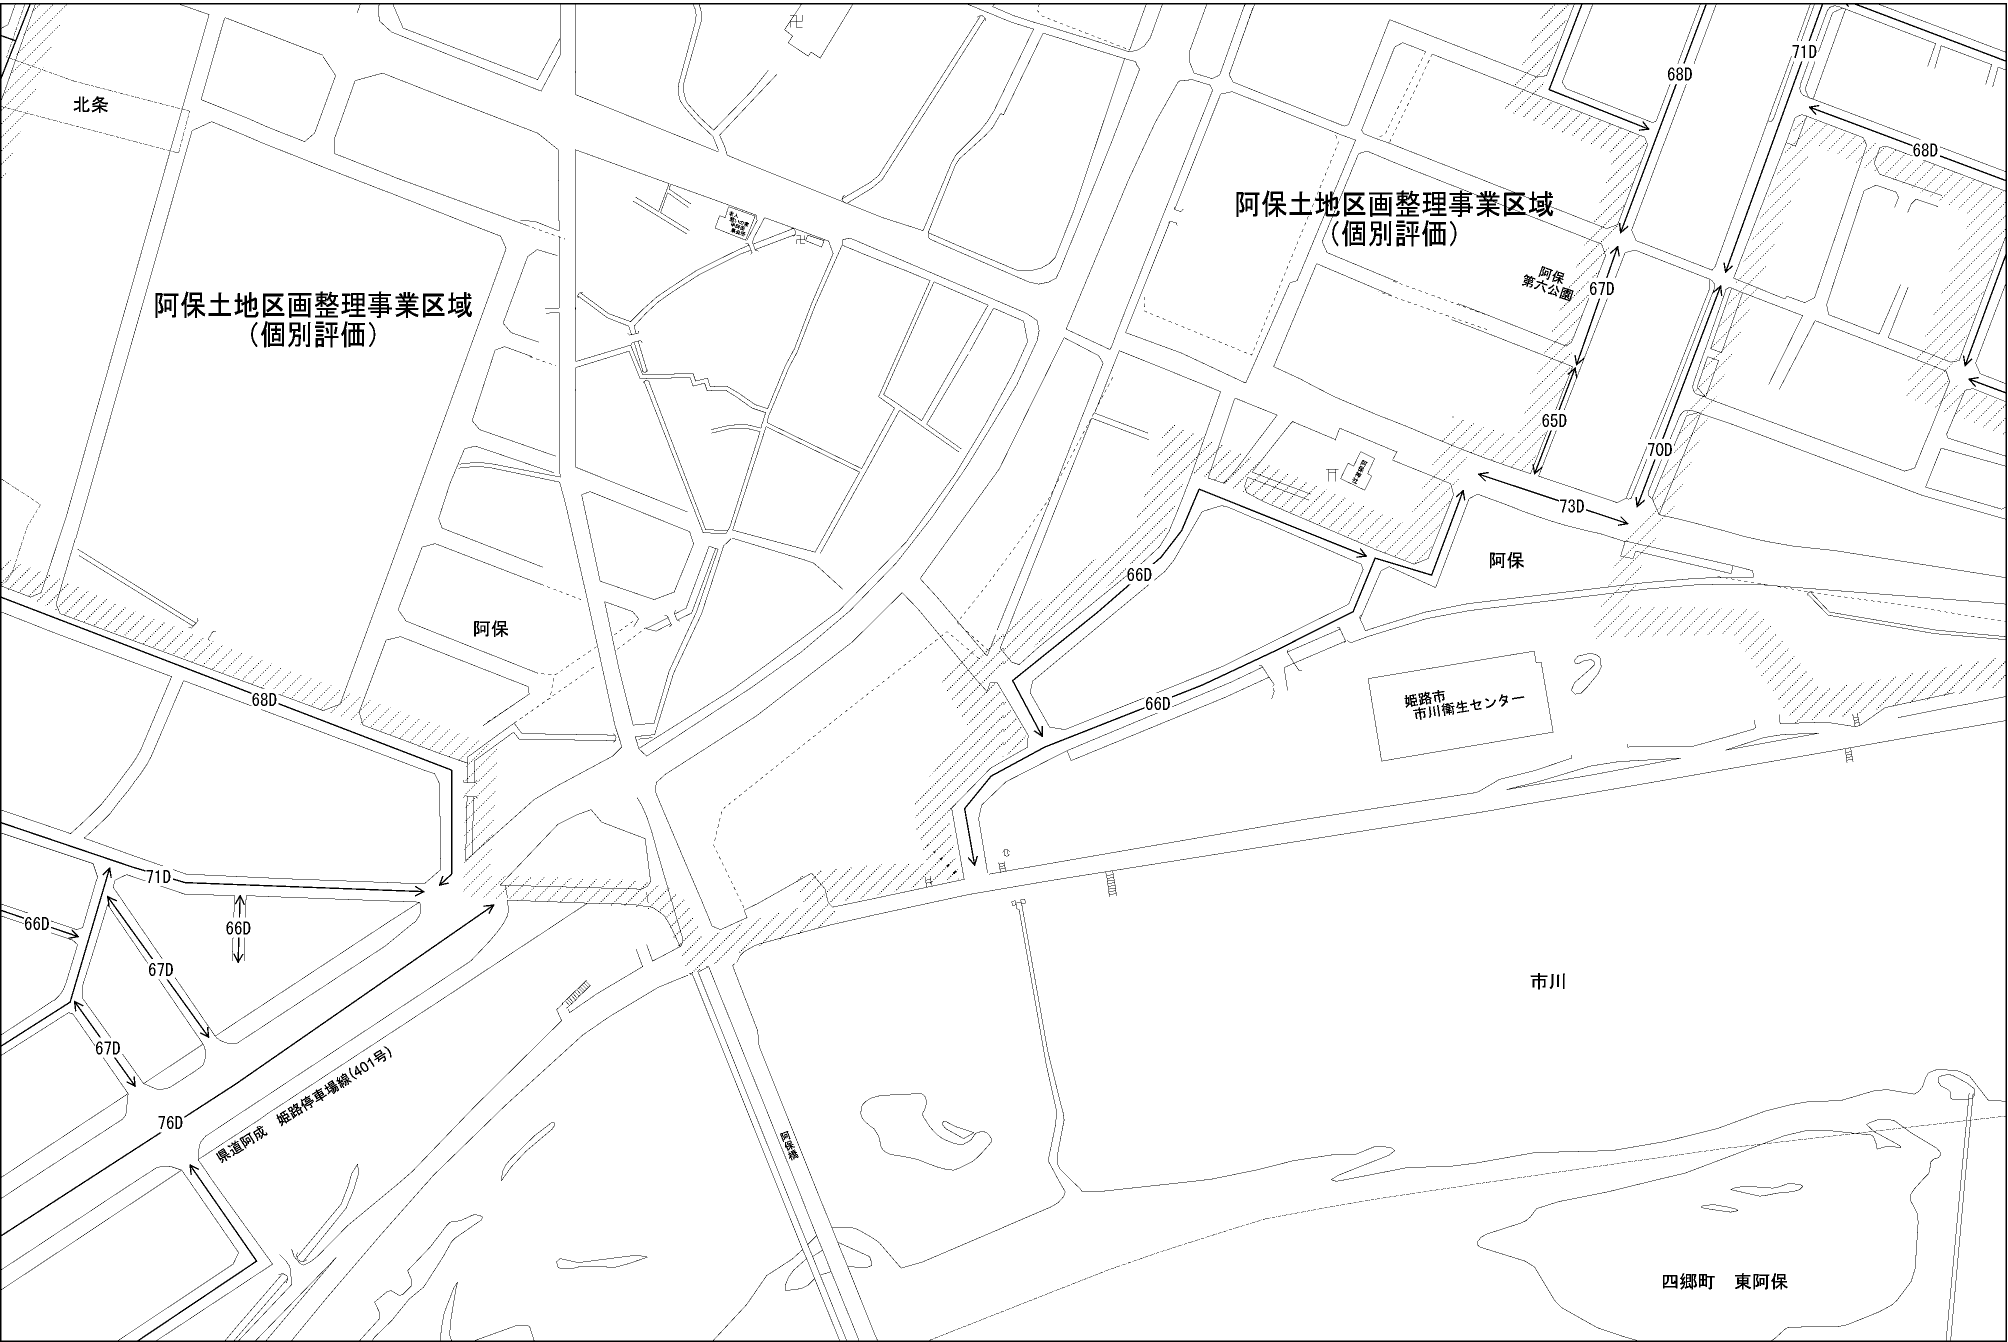 71D
68D
北条
68D
阿保土地区画整理事業区域
(個別評価)
阿保
第六公園
67D
阿保土地区画整理事業区域
(個別評価)
65D
70D
73D
阿保
66D
阿保
68D
66D
姫路市
市川衛生センター
71D
66D
66D
67D
市川
67D
県道阿成 姫路停車場線(401号)
76D
阿保橋
四郷町 東阿保